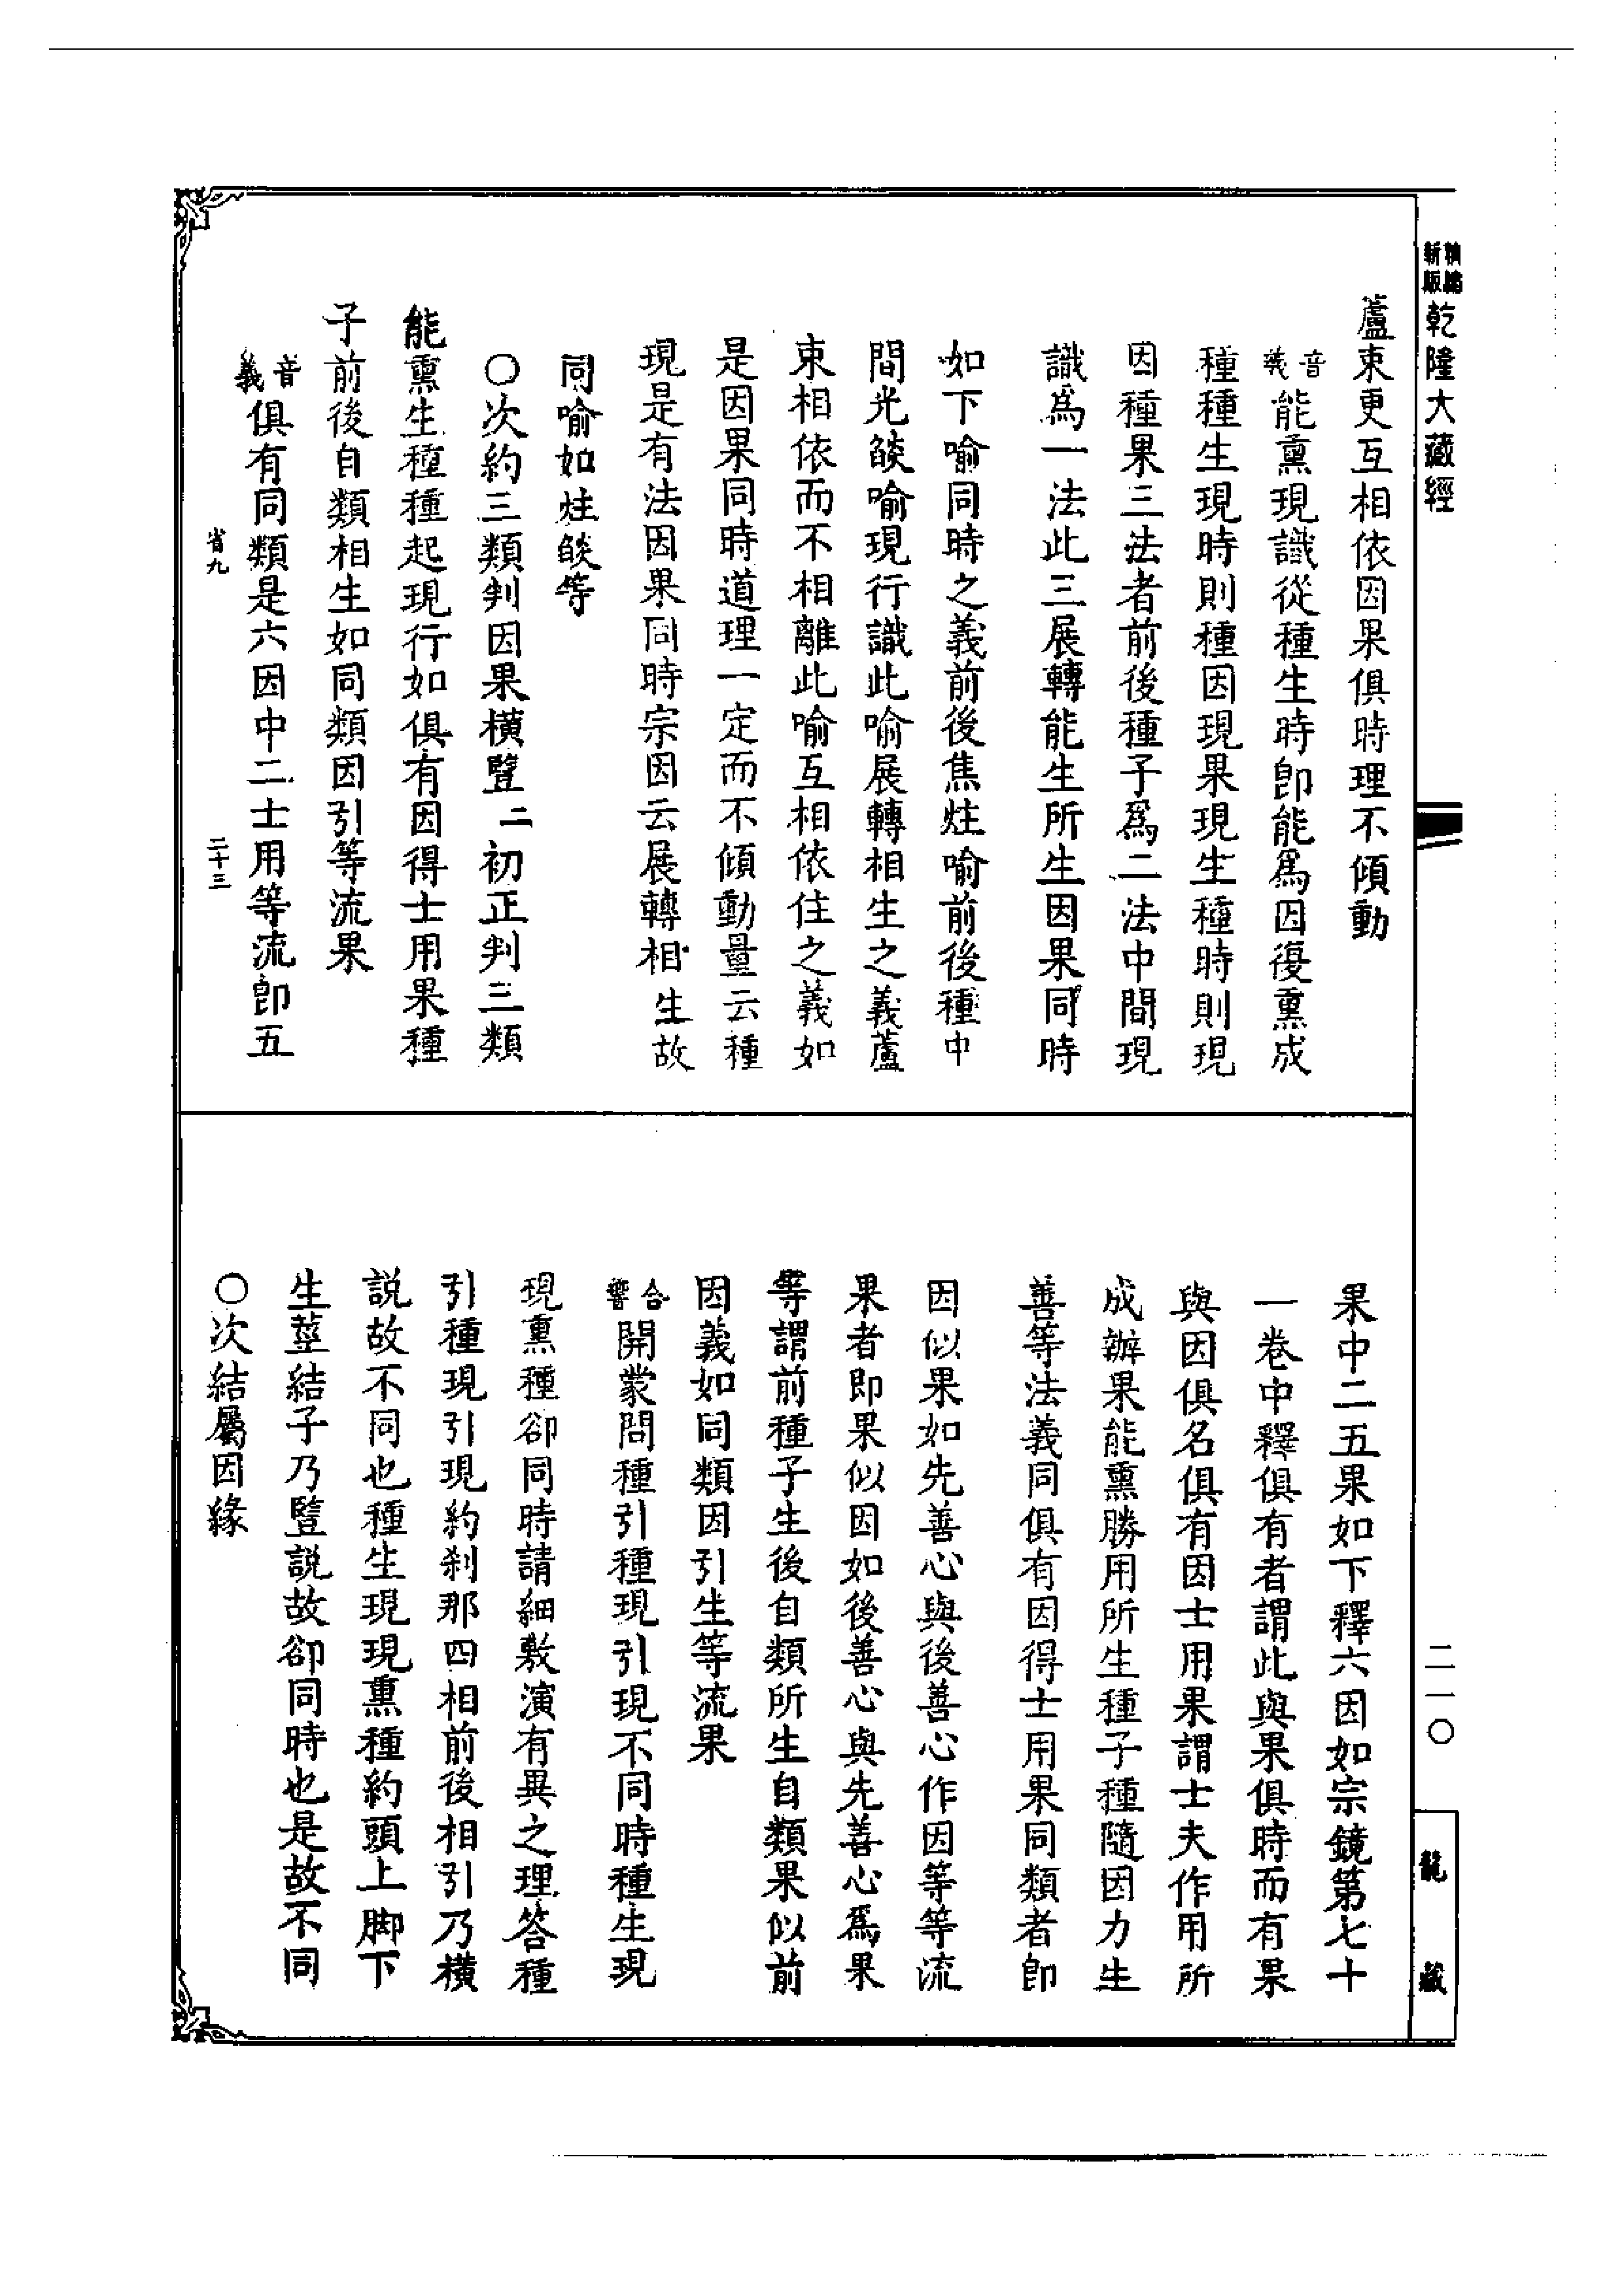 精編新版
乾隆大藏經
蘆束更互相依因果俱時理不傾動
音義能熏現識從種生時卽能爲因復熏成
種種生現時則種因現果現生種時則現
因種果三法者前後種子爲二法中間現
識爲一法此三展轉能生所生因果同時
如下喻同時之義前後焦炷喻前後種中
間光燄喻現行識此喻展轉相生之義蘆
束相依而不相離此喻互相依住之義如
是因果同時道理一定而不傾動量云種
現是有法因果同時宗因云展轉相生故
同喻如炷燄等
○次約三類判因果橫豎二初正判三類
能熏生種種起現行如俱有因得士用果種
子前後自類相生如同類因引等流果
音義俱有同類是六因中二士用等流卽五
省九
二十三
果中二五果如下釋六因如宗鏡第七十
一卷中釋俱有者謂此與果俱時而有果
與因俱名俱有因士用果謂士夫作用所
成辦果能熏勝用所生種子種隨因力生
善等法義同俱有因得士用果同類者卽
因似果如先善心與後善心作因等等流
果者即果似因如後善心與先善心爲果
等謂前種子生後自類所生自類果似前
因義如同類因引生等流果
合響開蒙問種引種現引現不同時種生現
現熏種卻同時請細敷演有異之理答種
引種現引現約刹那四相前後相引乃橫
説故不同也種生現現熏種約頭上脚下
生莖結子乃豎説故卻同時也是故不同
○次結屬因緣
二一〇
龍藏